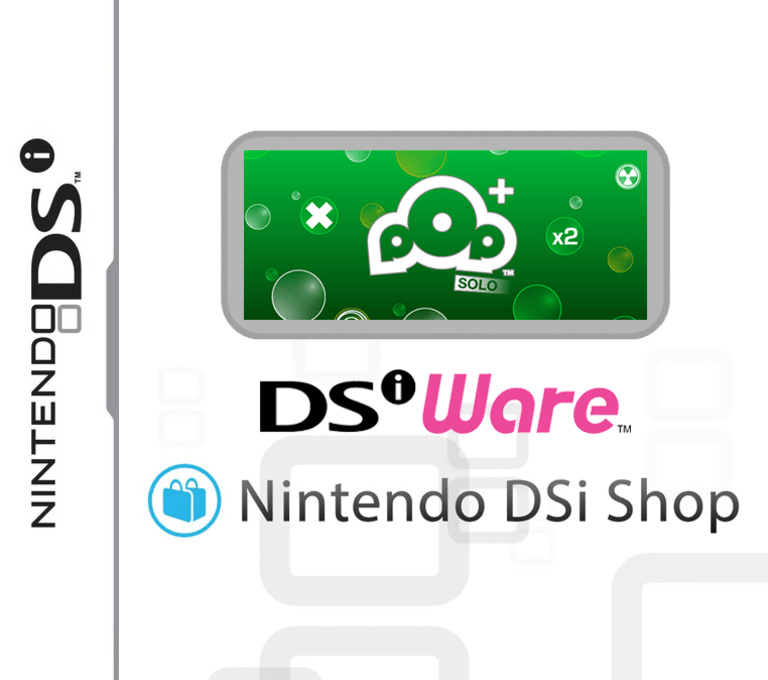 NINTENDO DSi™
pop+™
SOLO
x2
DSiWare™
Nintendo DSi Shop